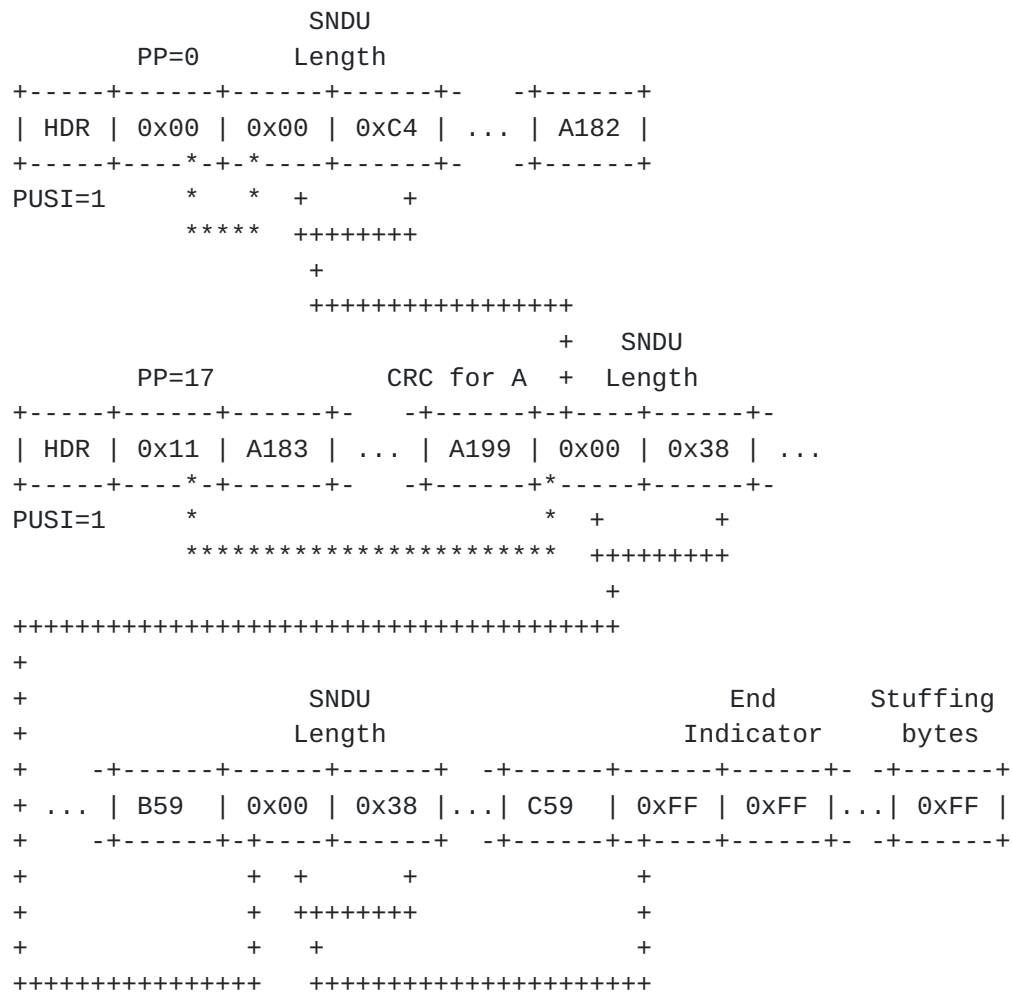 SNDU
        PP=0      Length
+-----+------+------+------+-   -+------+
| HDR | 0x00 | 0x00 | 0xC4 | ... | A182 |
+-----+----*-+-*----+------+-   -+------+
PUSI=1     *   *  +      +
           *****  ++++++++
                   +
                   +++++++++++++++++
                                   +   SNDU
        PP=17           CRC for A  +  Length
+-----+------+------+-   -+------+-+----+------+-
| HDR | 0x11 | A183 | ... | A199 | 0x00 | 0x38 | ...
+-----+----*-+------+-   -+------+*-----+------+-
PUSI=1     *                      *  +       +
           ************************  +++++++++
                                      +
+++++++++++++++++++++++++++++++++++++++
+
+                  SNDU                       End      Stuffing
+                 Length                   Indicator     bytes
+    -+------+------+------+  -+------+------+------+- -+------+
+ ... | B59  | 0x00 | 0x38 |...| C59  | 0xFF | 0xFF |...| 0xFF |
+    -+------+-+----+------+  -+------+-+----+------+- -+------+
+              +  +      +              +
+              +  ++++++++              +
+              +   +                    +
++++++++++++++++   ++++++++++++++++++++++